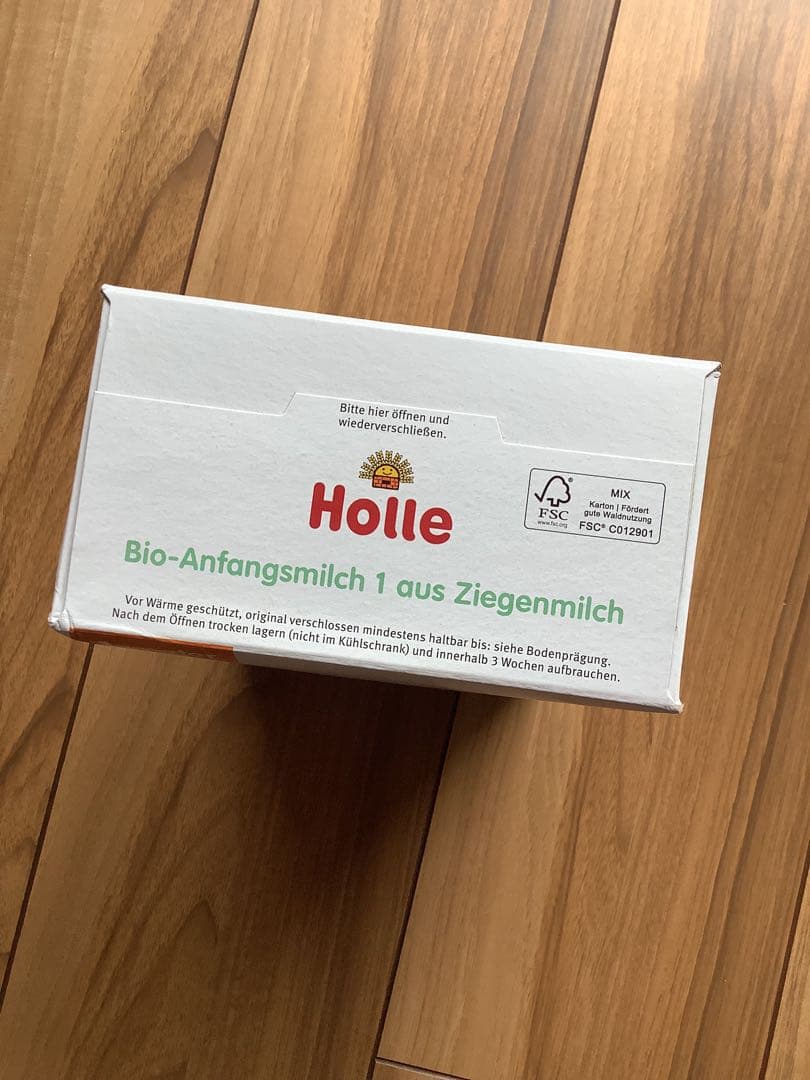 Bitte hier öffnen und
wiederverschließen.
Holle
FSC®
www.fsc.org
MIX
Karton | Fördert
gute Waldnutzung
FSC® C012901
Bio-Anfangsmilch 1 aus Ziegenmilch
Vor Wärme geschützt, original verschlossen mindestens haltbar bis: siehe Bodenprägung.
Nach dem Öffnen trocken lagern (nicht im Kühlschrank) und innerhalb 3 Wochen aufbrauchen.